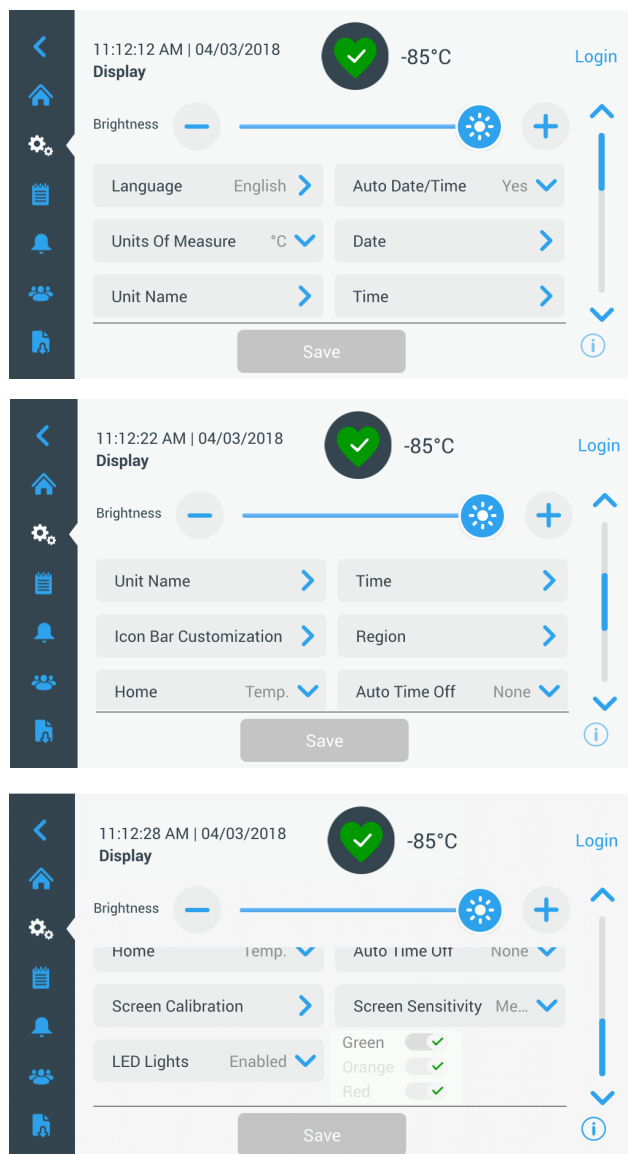 11:12:12 AM | 04/03/2018
Display
-85°C
Login
Brightness
Language English
Auto Date/Time Yes
Units Of Measure °C
Date
Unit Name
Time
Save
i
11:12:22 AM | 04/03/2018
Display
-85°C
Login
Brightness
Unit Name
Time
Icon Bar Customization
Region
Home Temp.
Auto Time Off None
Save
i
11:12:28 AM | 04/03/2018
Display
-85°C
Login
Brightness
Home Temp.
Auto Time Off None
Screen Calibration
Screen Sensitivity Me...
LED Lights Enabled
Green
Orange
Red
Save
i